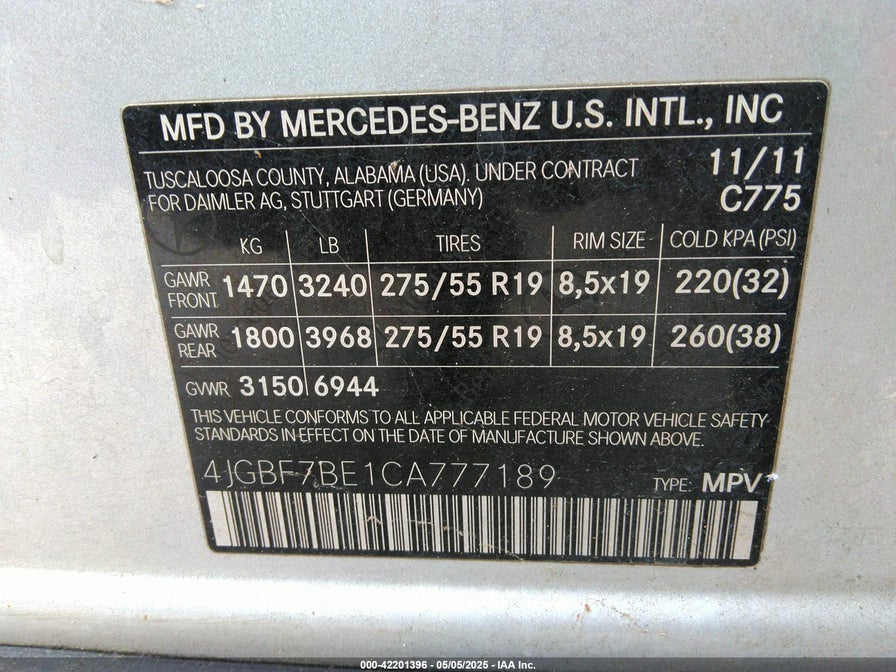 MFD BY MERCEDES-BENZ U.S. INTL., INC
TUSCALOOSA COUNTY, ALABAMA (USA). UNDER CONTRACT 11/11
FOR DAIMLER AG, STUTTGART (GERMANY) C775
KG LB TIRES RIM SIZE COLD KPA (PSI)
GAWR FRONT 1470 3240 275/55 R19 8,5x19 220(32)
GAWR REAR 1800 3968 275/55 R19 8,5x19 260(38)
GVWR 3150 6944
THIS VEHICLE CONFORMS TO ALL APPLICABLE FEDERAL MOTOR VEHICLE SAFETY
STANDARDS IN EFFECT ON THE DATE OF MANUFACTURE SHOWN ABOVE.
4JGBF7BE1CA777189 TYPE: MPV
000-42201396 - 05/05/2025 - IAA Inc.